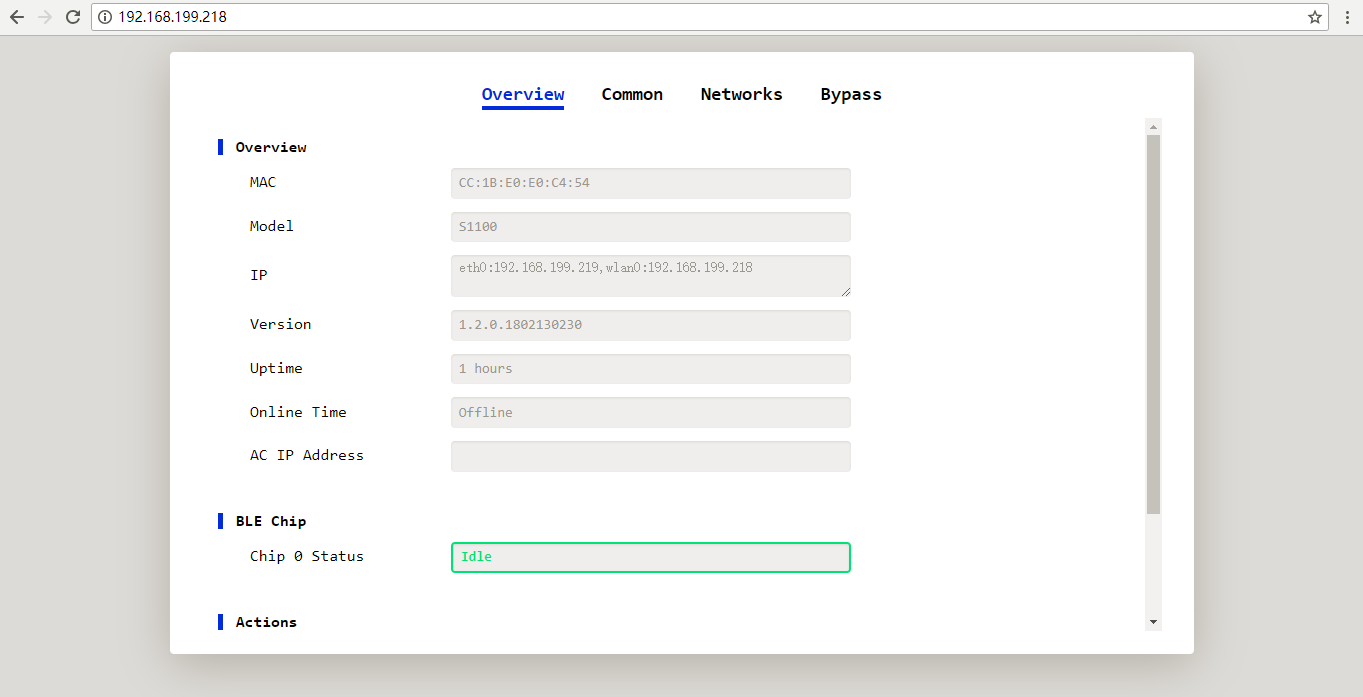 192.168.199.218
Overview Common Networks Bypass
Overview
MAC CC:1B:E0:E0:C4:54
Model S1100
IP eth0:192.168.199.219,wlan0:192.168.199.218
Version 1.2.0.1802130230
Uptime 1 hours
Online Time Offline
AC IP Address
BLE Chip
Chip 0 Status Idle
Actions